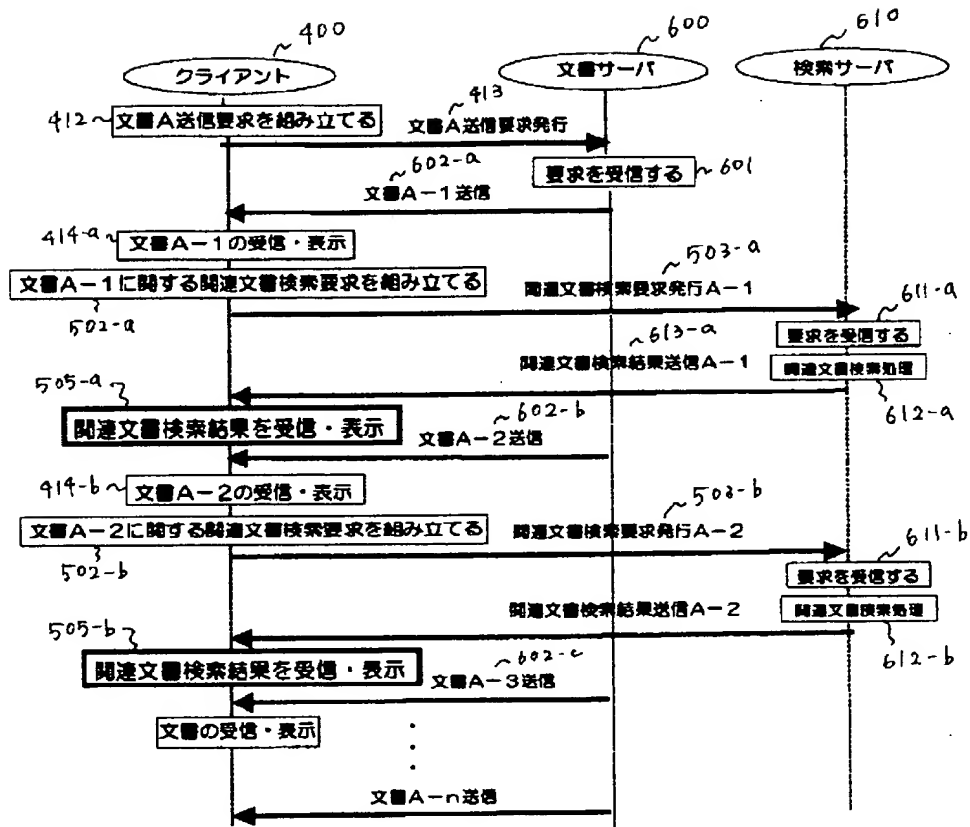 400
600
610
クライアント
文書サーバ
検索サーバ
412
文書A送信要求を組み立てる
413
文書A送信要求発行
602-a
要求を受信する
601
文書A-1送信
414-a
文書A-1の受信・表示
503-a
文書A-1に関する関連文書検索要求を組み立てる
関連文書検索要求発行A-1
611-a
502-a
613-a
要求を受信する
関連文書検索結果送信A-1
関連文書検索処理
505-a
612-a
602-b
関連文書検索結果を受信・表示
文書A-2送信
414-b
文書A-2の受信・表示
503-b
文書A-2に関する関連文書検索要求を組み立てる
関連文書検索要求発行A-2
611-b
502-b
要求を受信する
関連文書検索結果送信A-2
関連文書検索処理
505-b
612-b
602-c
関連文書検索結果を受信・表示
文書A-3送信
文書の受信・表示
文書A-n送信